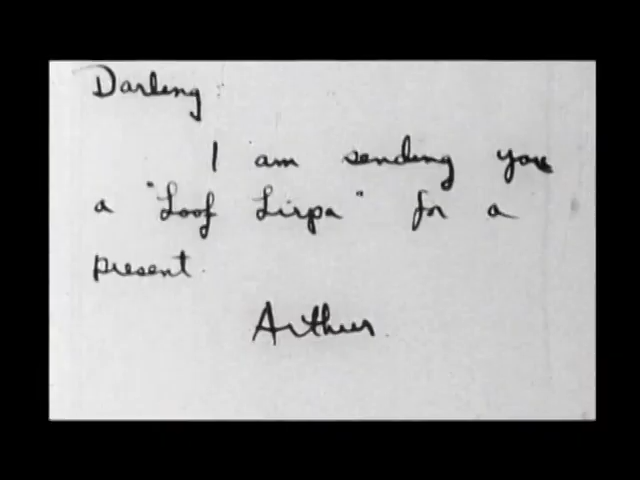 Darling:
I am sending you
a "Loof Lirpa" for a
present.
Arthur